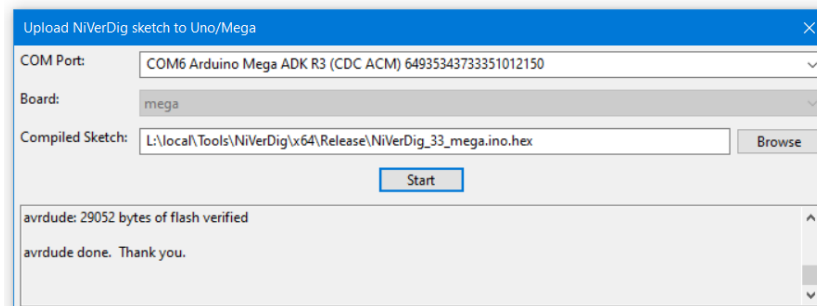 Upload NiVerDig sketch to Uno/Mega
COM Port: COM6 Arduino Mega ADK R3 (CDC ACM) 64935343733351012150
Board: mega
Compiled Sketch: L:\local\Tools\NiVerDig\x64\Release\NiVerDig_33_mega.ino.hex Browse
Start
avrdude: 29052 bytes of flash verified
avrdude done.  Thank you.